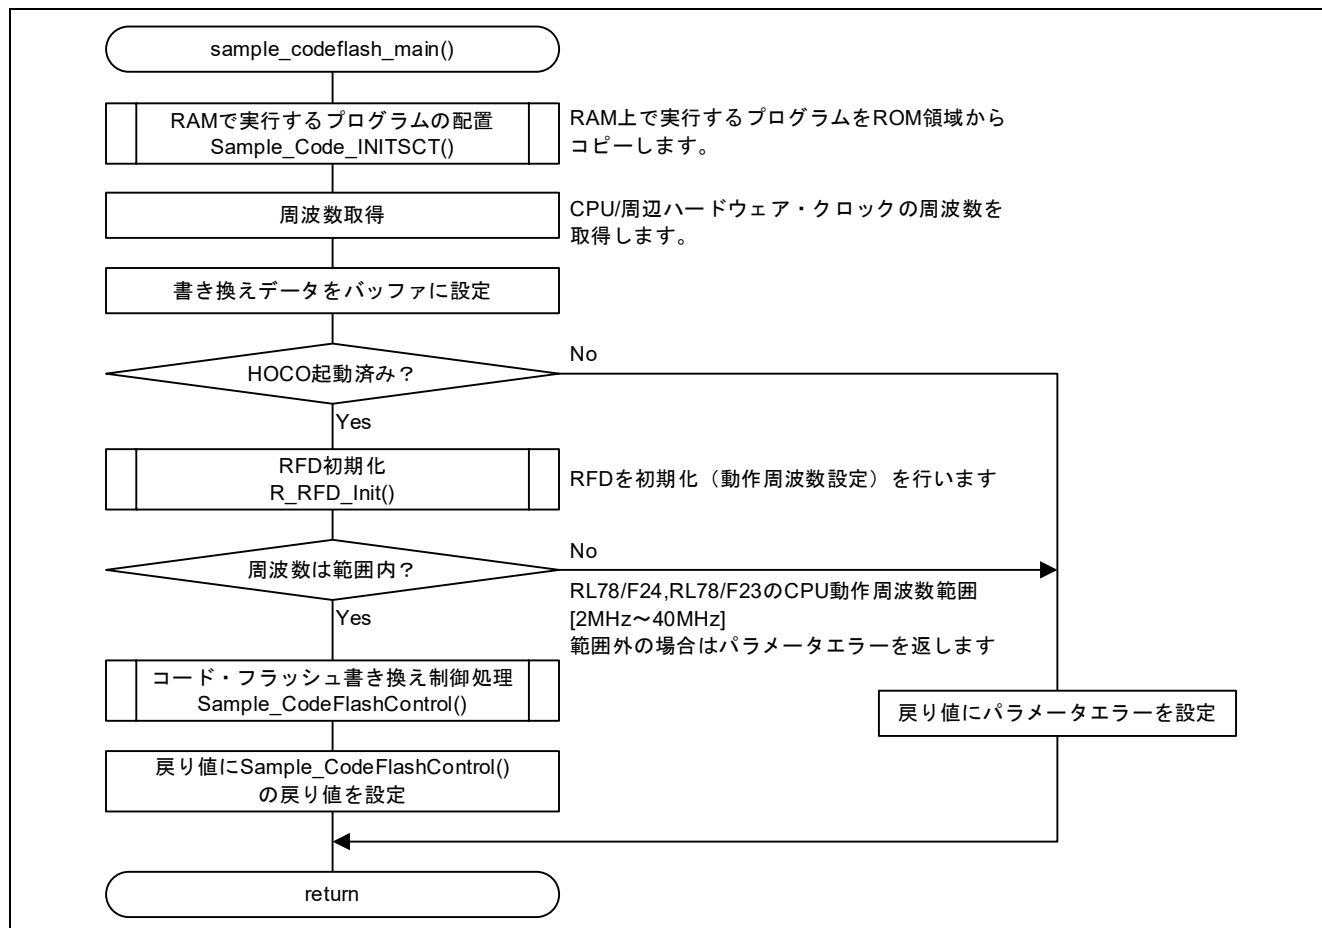 sample_codeflash_main()
RAMで実行するプログラムの配置
Sample_Code_INITSCT()
RAM上で実行するプログラムをROM領域から
コピーします。
周波数取得
CPU/周辺ハードウェア・クロックの周波数を
取得します。
書き換えデータをバッファに設定
HOCO起動済み？
No
Yes
RFD初期化
R_RFD_Init()
RFDを初期化（動作周波数設定）を行います
周波数は範囲内？
No
Yes
RL78/F24,RL78/F23のCPU動作周波数範囲
[2MHz～40MHz]
範囲外の場合はパラメータエラーを返します
コード・フラッシュ書き換え制御処理
Sample_CodeFlashControl()
戻り値にパラメータエラーを設定
戻り値にSample_CodeFlashControl()
の戻り値を設定
return